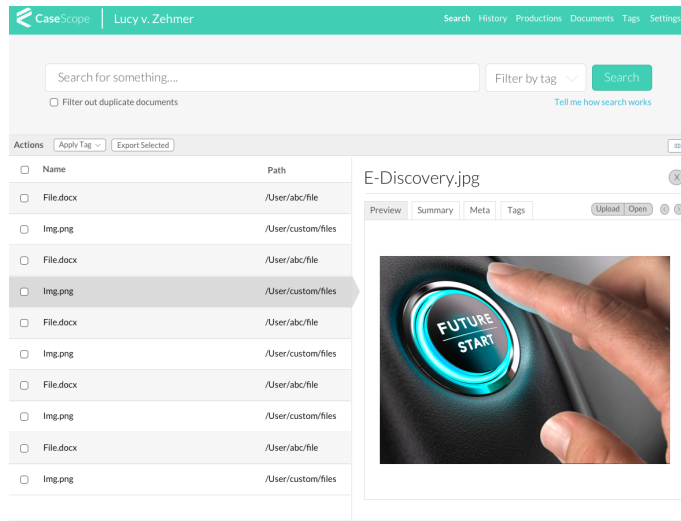 CaseScope Lucy v. Zehmer Search History Productions Documents Tags Settings
Search for something.... Filter by tag Search
Filter out duplicate documents Tell me how search works
Actions Apply Tag Export Selected
Name Path
E-Discovery.jpg X
File.docx /User/abc/file
Preview Summary Meta Tags Upload Open
Img.png /User/custom/files
File.docx /User/abc/file
Img.png /User/custom/files
File.docx /User/abc/file
Img.png /User/custom/files
File.docx /User/abc/file
Img.png /User/custom/files
File.docx /User/abc/file
Img.png /User/custom/files
FUTURE
START